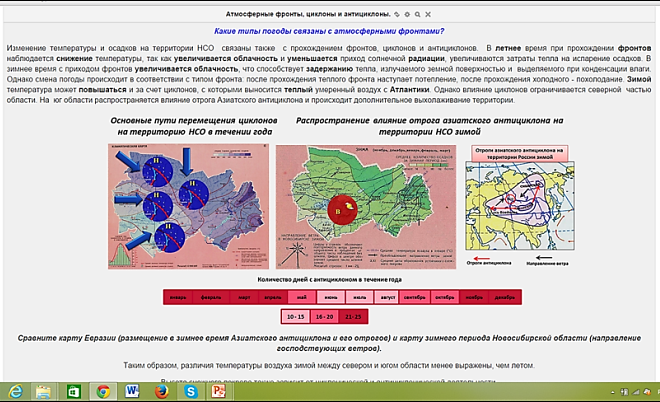 Атмосферные фронты, циклоны и антициклоны.
Какие типы погоды связаны с атмосферными фронтами?
Изменение температуры и осадков на территории НСО связаны также с прохождением фронтов, циклонов и антициклонов. В летнее время при прохождении фронтов
наблюдается снижение температуры, так как увеличивается облачность и уменьшается приход солнечной радиации, увеличиваются затраты тепла на испарение осадков. В
зимнее время с приходом фронтов увеличивается облачность, что способствует задержанию тепла, излучаемого земной поверхностью и выделяемого при конденсации влаги.
Однако смена погоды происходит в соответствии с типом фронта после прохождения теплого фронта наступает потепление, после прохождения холодного - похолодание. Зимой
температура может повышаться и за счет циклонов, с которыми выносится теплый умеренный воздух с Атлантики. Однако влияние циклонов ограничивается северной частью
области. На юг области распространяется влияние отрога Азиатского антициклона и происходит дополнительное выхолаживание территории.
Основные пути перемещения циклонов
на территорию НСО в течении года
Распространение влияние отрога азиатского антициклона на
территории НСО зимой
Отроги азиатского антициклона на
территории России зимой
Н
Н
Н
Н
ЗИМА
В
Отроги антициклона
Направление ветра
Количество дней с антициклоном в течение года
январь февраль март апрель май июнь июль август сентябрь октябрь ноябрь декабрь
10 - 15 16 - 20 21-25
Сравните карту Евразии (размещение в зимнее время Азиатского антициклона и его отрогов) и карту зимнего периода Новосибирской области (направление
господствующих ветров).
Таким образом, различия температуры воздуха зимой между севером и югом области менее выражены, чем летом.